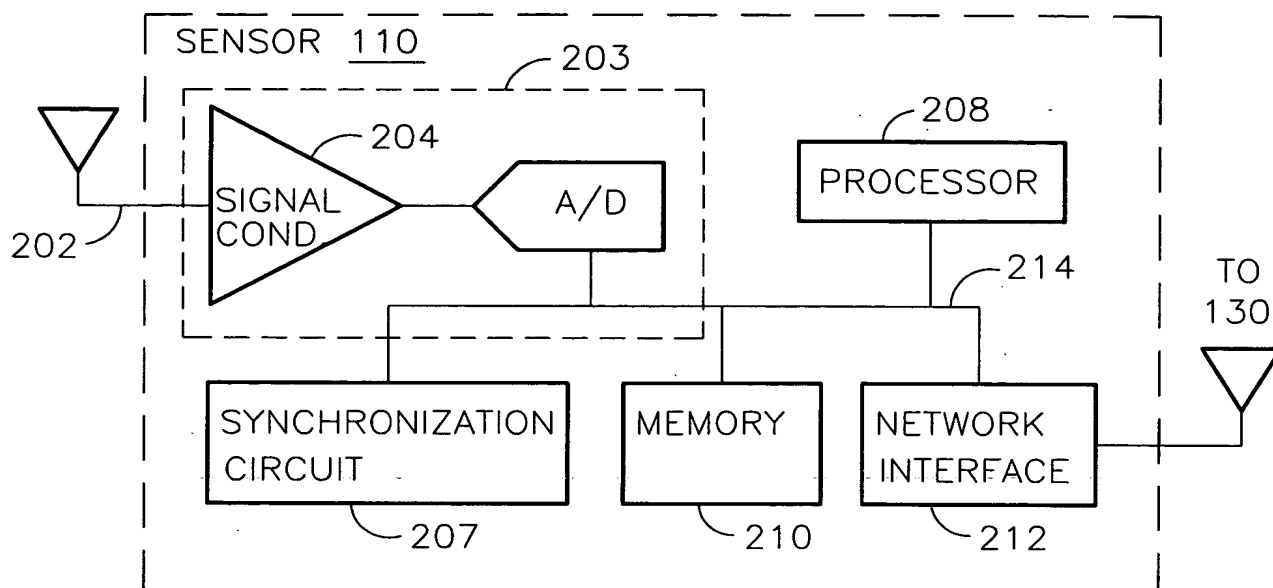 SENSOR 110
203
204
208
SIGNAL
COND
A/D
PROCESSOR
202
214
TO
130
SYNCHRONIZATION
CIRCUIT
MEMORY
NETWORK
INTERFACE
207
210
212